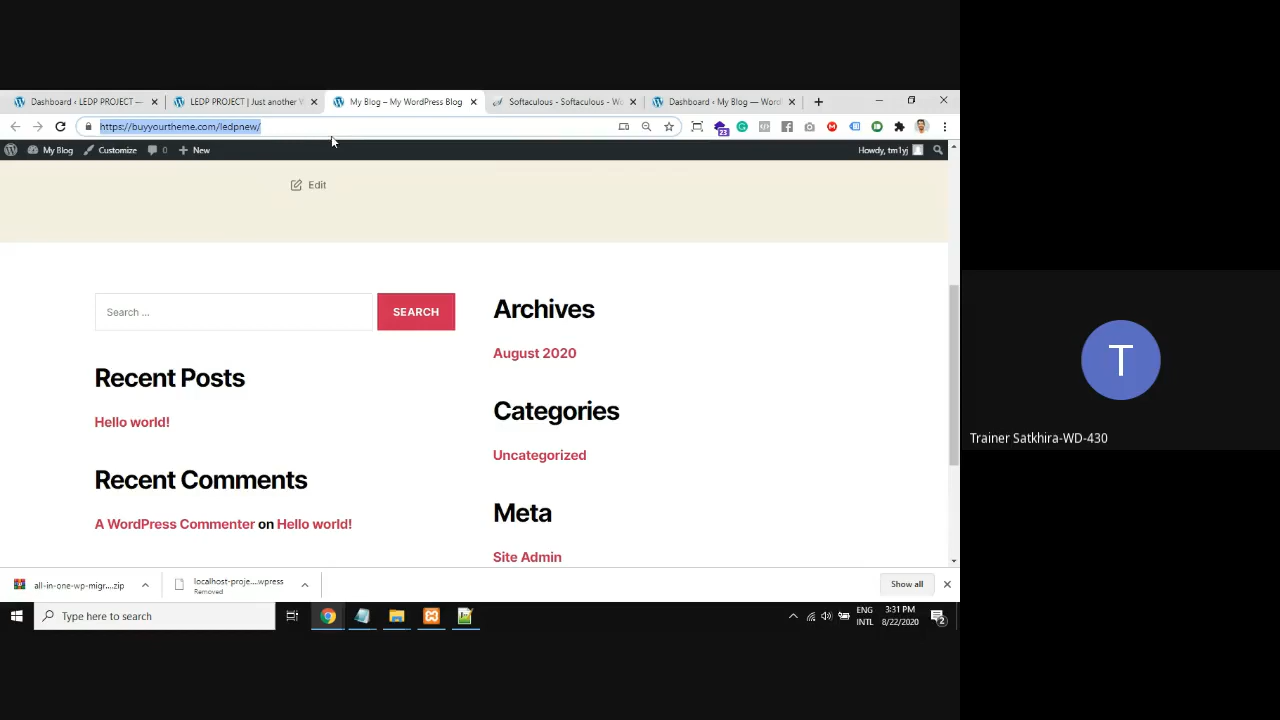 Dashboard ‹ LEDP PROJECT —
LEDP PROJECT | Just another W
My Blog – My WordPress Blog
Softaculous - Softaculous - Wo
Dashboard ‹ My Blog — Word
https://buyyourtheme.com/ledpnew/
23
My Blog
Customize
0
New
Howdy, tm1yj
Edit
Search …
SEARCH
Archives
August 2020
Recent Posts
Categories
Hello world!
Uncategorized
Recent Comments
Meta
A WordPress Commenter on Hello world!
Site Admin
T
Trainer Satkhira-WD-430
all-in-one-wp-migr....zip
localhost-proje....wpress
Removed
Show all
Type here to search
ENG
INTL
3:31 PM
8/22/2020
2